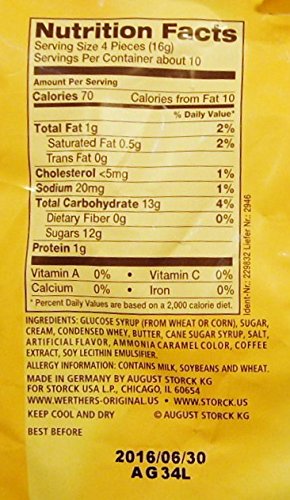 Nutrition Facts
Serving Size 4 Pieces (16g)
Servings Per Container about 10
Amount Per Serving
Calories 70 Calories from Fat 10
% Daily Value*
Total Fat 1g 2%
Saturated Fat 0.5g 2%
Trans Fat 0g
Cholesterol <5mg 1%
Sodium 20mg 1%
Total Carbohydrate 13g 4%
Dietary Fiber 0g 0%
Sugars 12g
Protein 1g
Vitamin A 0% • Vitamin C 0%
Calcium 0% • Iron 0%
* Percent Daily Values are based on a 2,000 calorie diet.
Ident-Nr.: 229832 Liefer Nr.: 2946
INGREDIENTS: GLUCOSE SYRUP (FROM WHEAT OR CORN), SUGAR,
CREAM, CONDENSED WHEY, BUTTER, CANE SUGAR SYRUP, SALT,
ARTIFICIAL FLAVOR, AMMONIA CARAMEL COLOR, COFFEE
EXTRACT, SOY LECITHIN EMULSIFIER.
ALLERGY INFORMATION: CONTAINS MILK, SOYBEANS AND WHEAT.
MADE IN GERMANY BY AUGUST STORCK KG
FOR STORCK USA L.P., CHICAGO, IL 60654
WWW.WERTHERS-ORIGINAL.US • WWW.STORCK.US
KEEP COOL AND DRY © AUGUST STORCK KG
BEST BEFORE
2016/06/30
AG34L